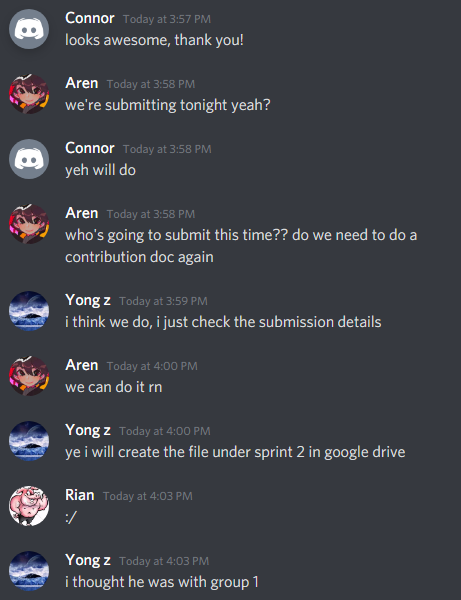 Connor Today at 3:57 PM
looks awesome, thank you!
Aren Today at 3:58 PM
we're submitting tonight yeah?
Connor Today at 3:58 PM
yeh will do
Aren Today at 3:58 PM
who's going to submit this time?? do we need to do a
contribution doc again
Yong z Today at 3:59 PM
i think we do, i just check the submission details
Aren Today at 4:00 PM
we can do it rn
Yong z Today at 4:00 PM
ye i will create the file under sprint 2 in google drive
Rian Today at 4:03 PM
:/
Yong z Today at 4:03 PM
i thought he was with group 1